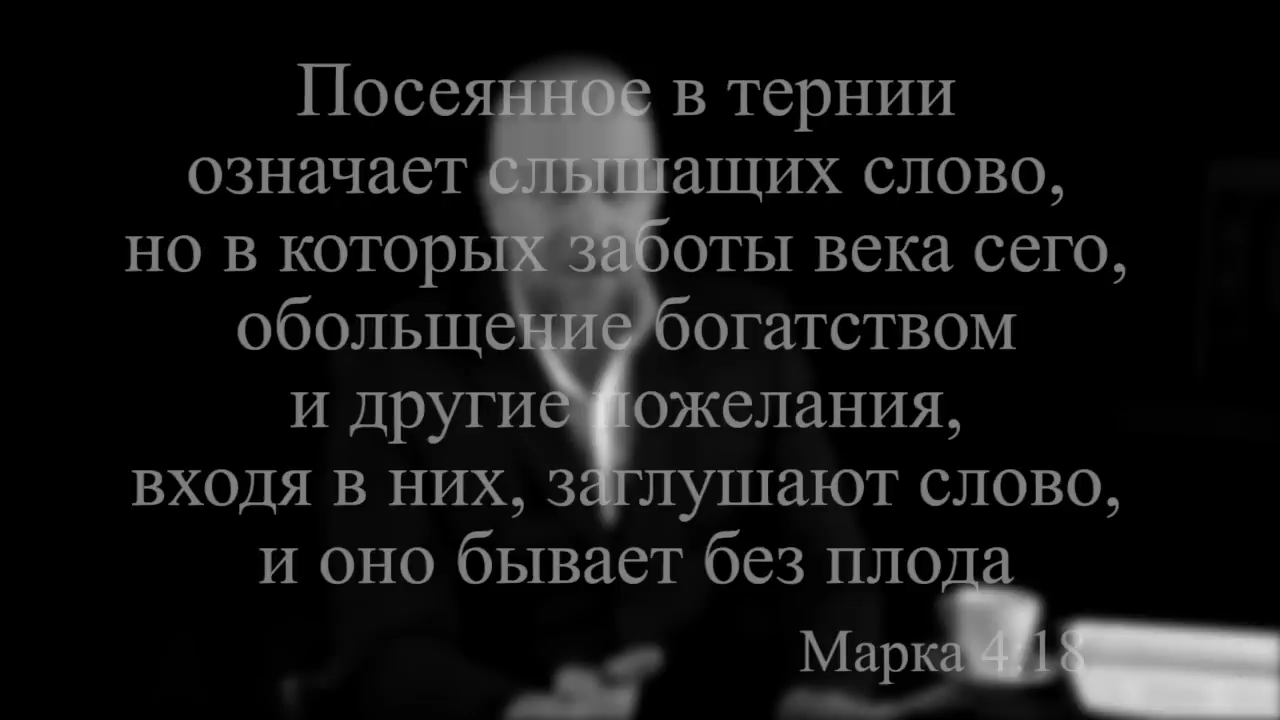 Посеянное в тернии
означает слышащих слово,
но в которых заботы века сего,
обольщение богатством
и другие пожелания,
входя в них, заглушают слово,
и оно бывает без плода
Марка 4:18